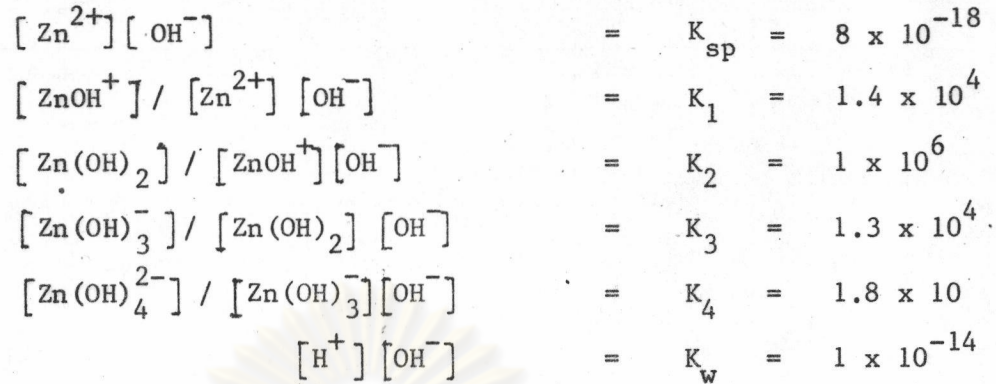 [Zn²⁺][OH⁻] = K_sp = 8 x 10⁻¹⁸
[ZnOH⁺]/ [Zn²⁺] [OH⁻] = K₁ = 1.4 x 10⁴
[Zn(OH)₂] / [ZnOH⁺][OH⁻] = K₂ = 1 x 10⁶
[Zn(OH)₃⁻]/ [Zn(OH)₂] [OH⁻] = K₃ = 1.3 x 10⁴
[Zn(OH)₄²⁻] / [Zn(OH)₃⁻][OH⁻] = K₄ = 1.8 x 10
[H⁺][OH⁻] = K_w = 1 x 10⁻¹⁴